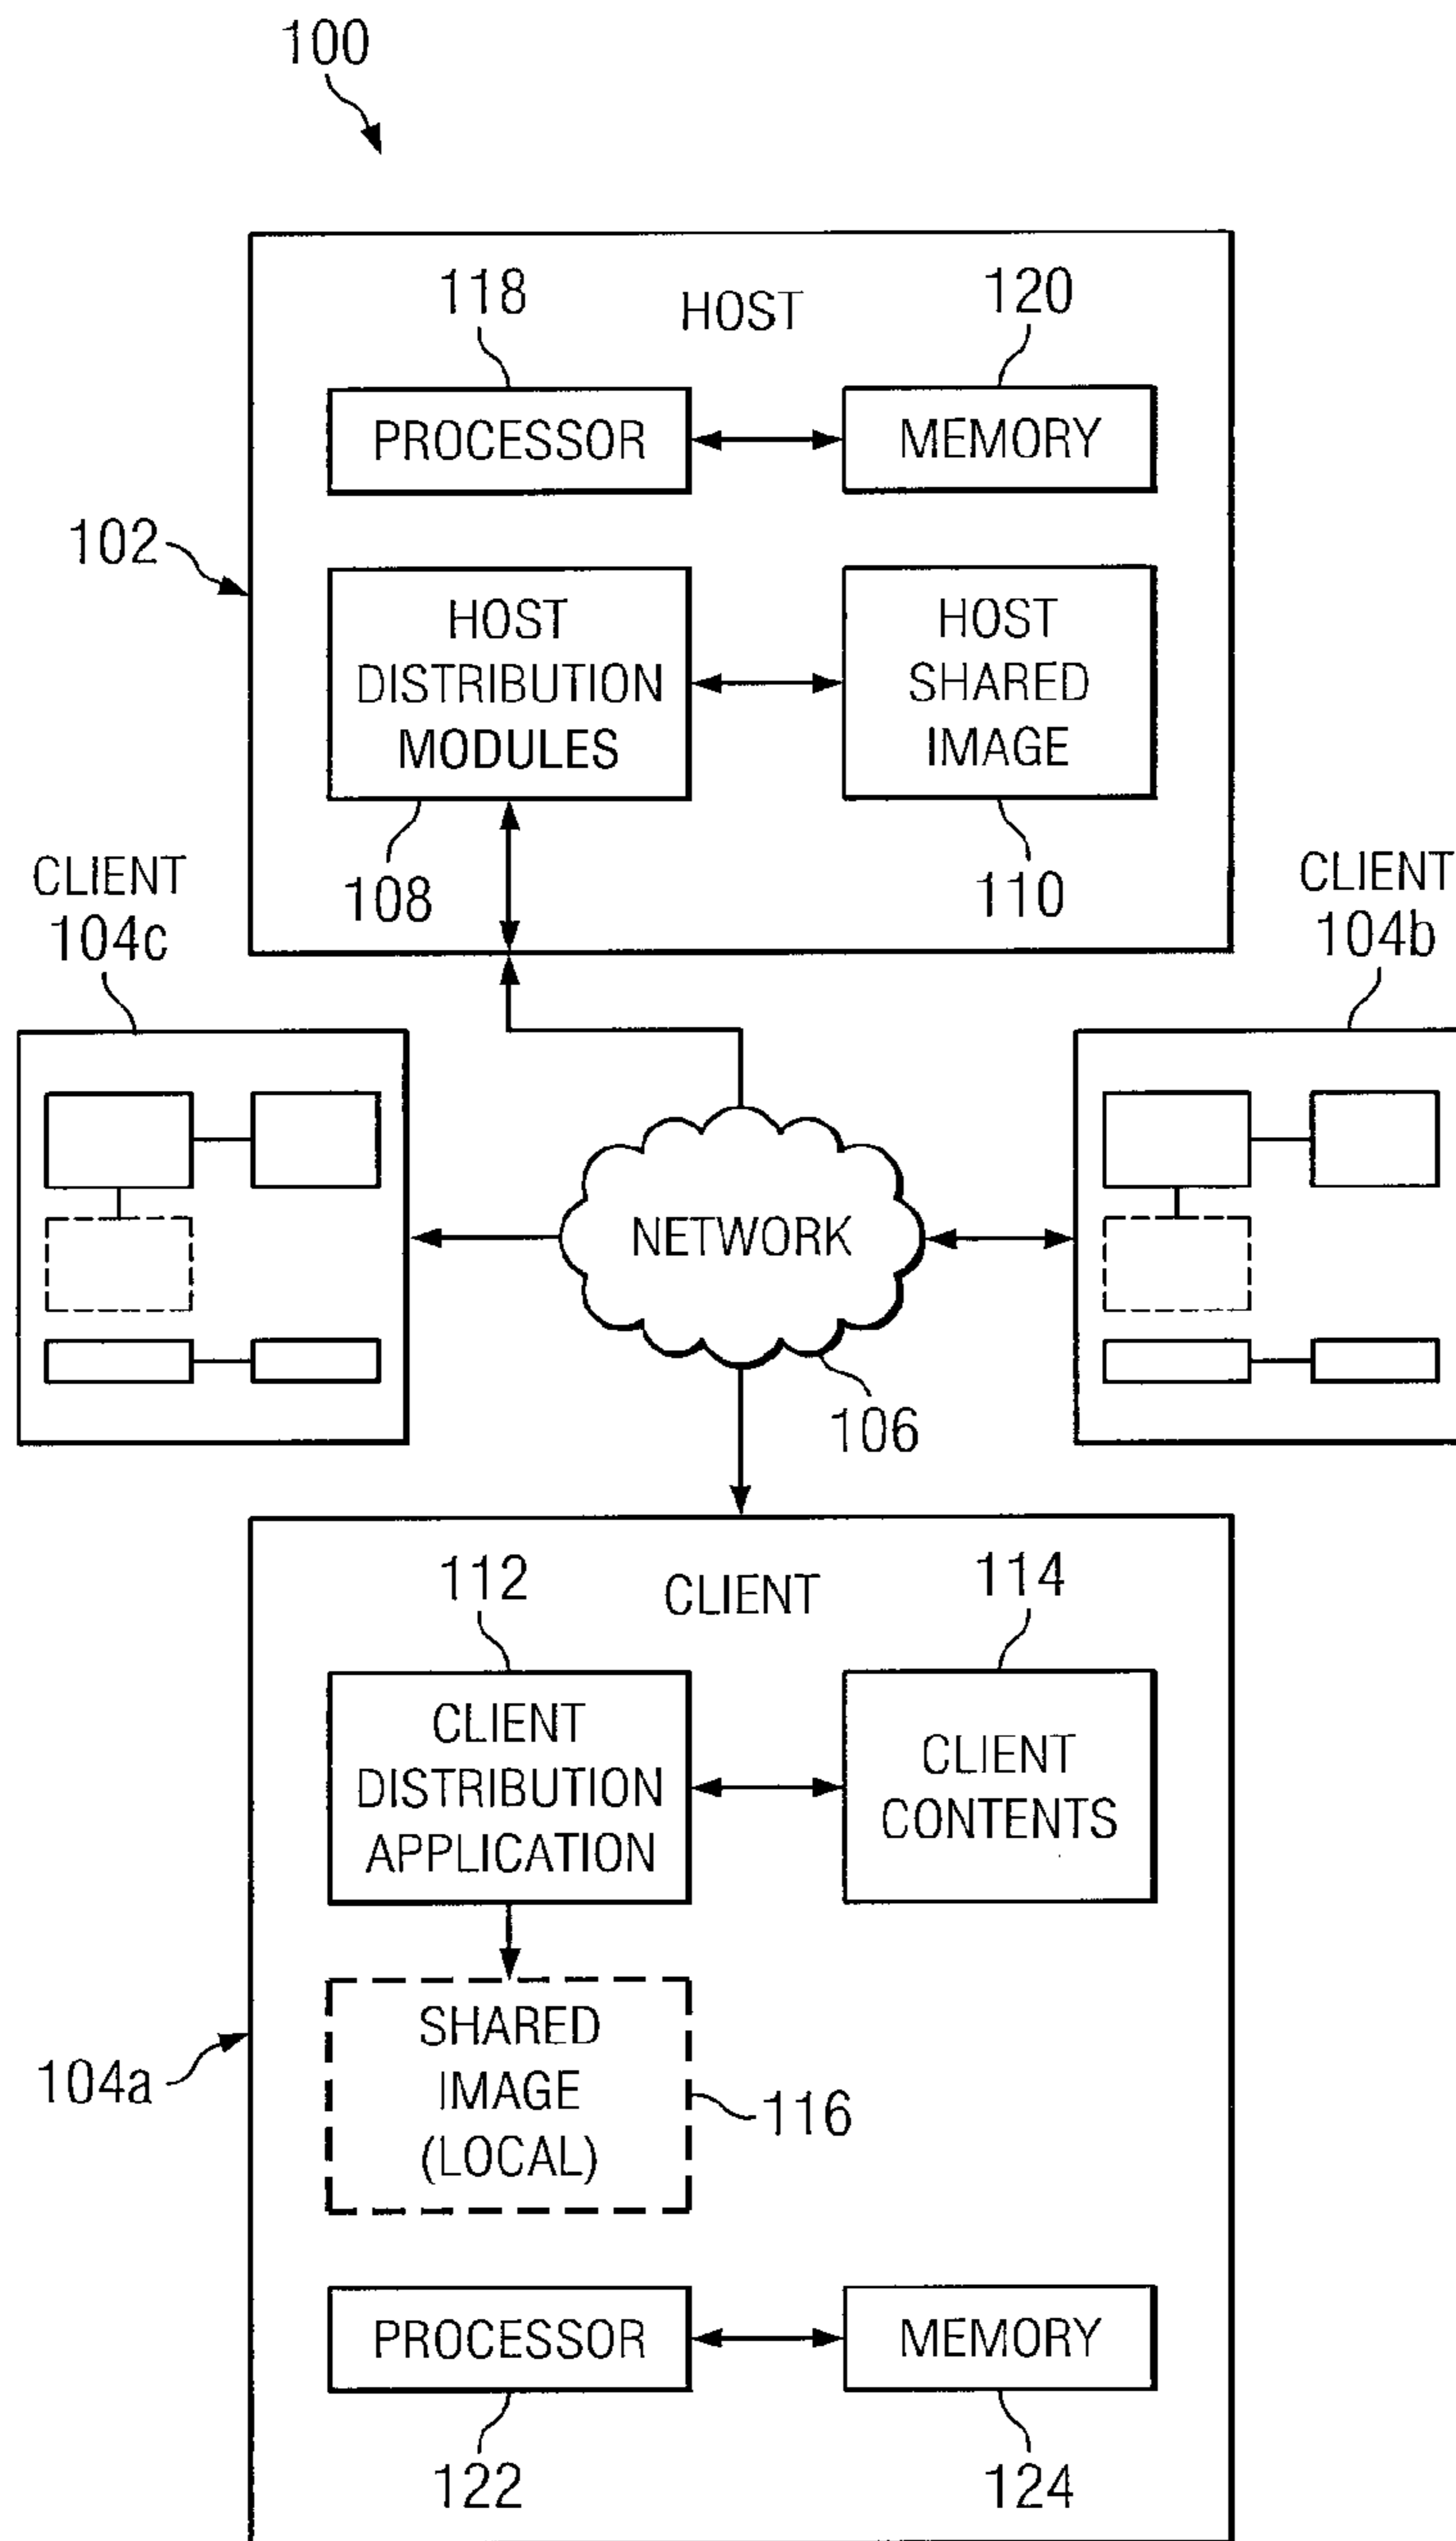 100
118
HOST
120
PROCESSOR
MEMORY
102
HOST
DISTRIBUTION
MODULES
HOST
SHARED
IMAGE
108
110
CLIENT
104c
CLIENT
104b
NETWORK
106
112
CLIENT
114
CLIENT
DISTRIBUTION
APPLICATION
CLIENT
CONTENTS
SHARED
IMAGE
(LOCAL)
104a
116
PROCESSOR
MEMORY
122
124